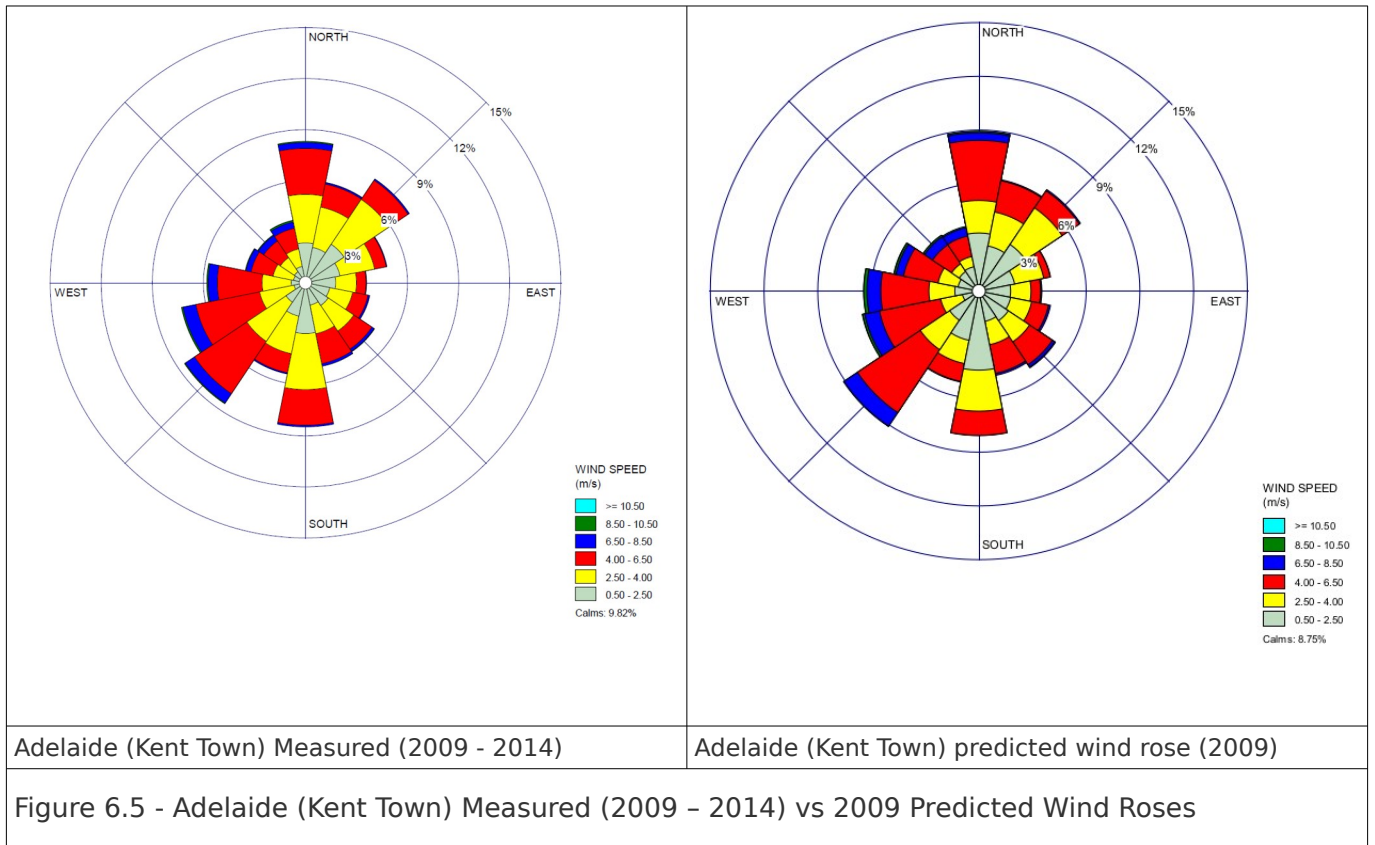 NORTH
15%
12%
9%
6%
3%
WEST
EAST
SOUTH
WIND SPEED
(m/s)
>= 10.50
8.50 - 10.50
6.50 - 8.50
4.00 - 6.50
2.50 - 4.00
0.50 - 2.50
Calms: 9.82%
NORTH
15%
12%
9%
6%
3%
WEST
EAST
SOUTH
WIND SPEED
(m/s)
>= 10.50
8.50 - 10.50
6.50 - 8.50
4.00 - 6.50
2.50 - 4.00
0.50 - 2.50
Calms: 8.75%
Adelaide (Kent Town) Measured (2009 - 2014)
Adelaide (Kent Town) predicted wind rose (2009)
Figure 6.5 - Adelaide (Kent Town) Measured (2009 – 2014) vs 2009 Predicted Wind Roses